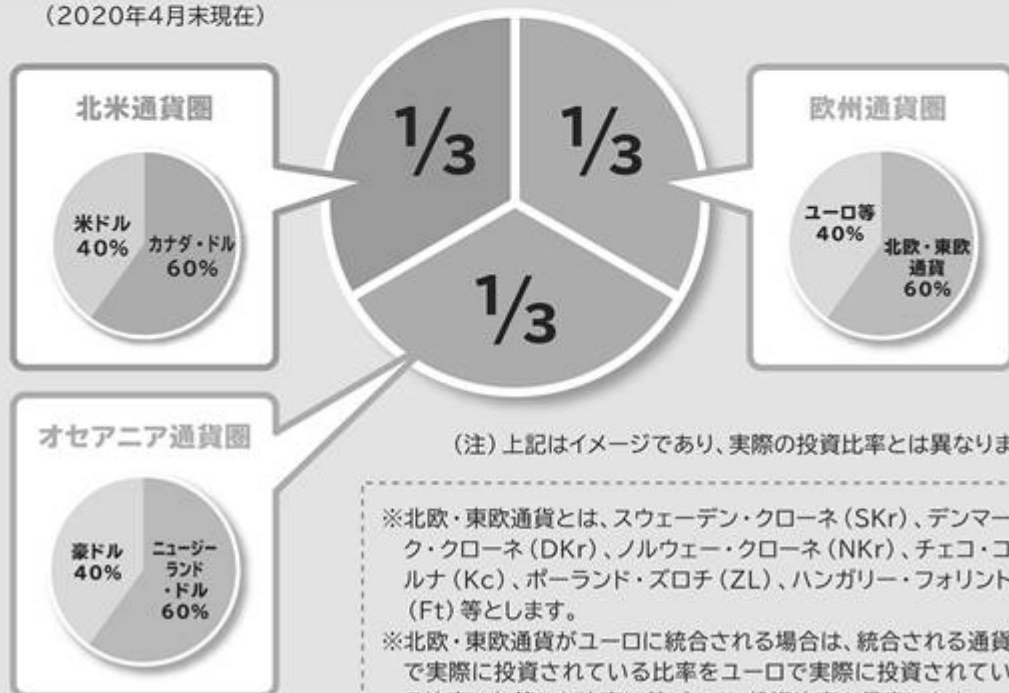 (2020年4月末現在)
北米通貨圏
米ドル
40%
カナダ・ドル
60%
1/3
1/3
1/3
欧州通貨圏
ユーロ等
40%
北欧・東欧
通貨
60%
オセアニア通貨圏
豪ドル
40%
ニュージー
ランド
・ドル
60%
(注)上記はイメージであり、実際の投資比率とは異なりま
※北欧・東欧通貨とは、スウェーデン・クローネ(SKr)、デンマー
ク・クローネ(DKr)、ノルウェー・クローネ(NKr)、チェコ・コ
ルナ(Kc)、ポーランド・ズロチ(ZL)、ハンガリー・フォリント
(Ft)等とします。
※北欧・東欧通貨がユーロに統合される場合は、統合される通貨
で実際に投資されている比率をユーロで実際に投資されてい